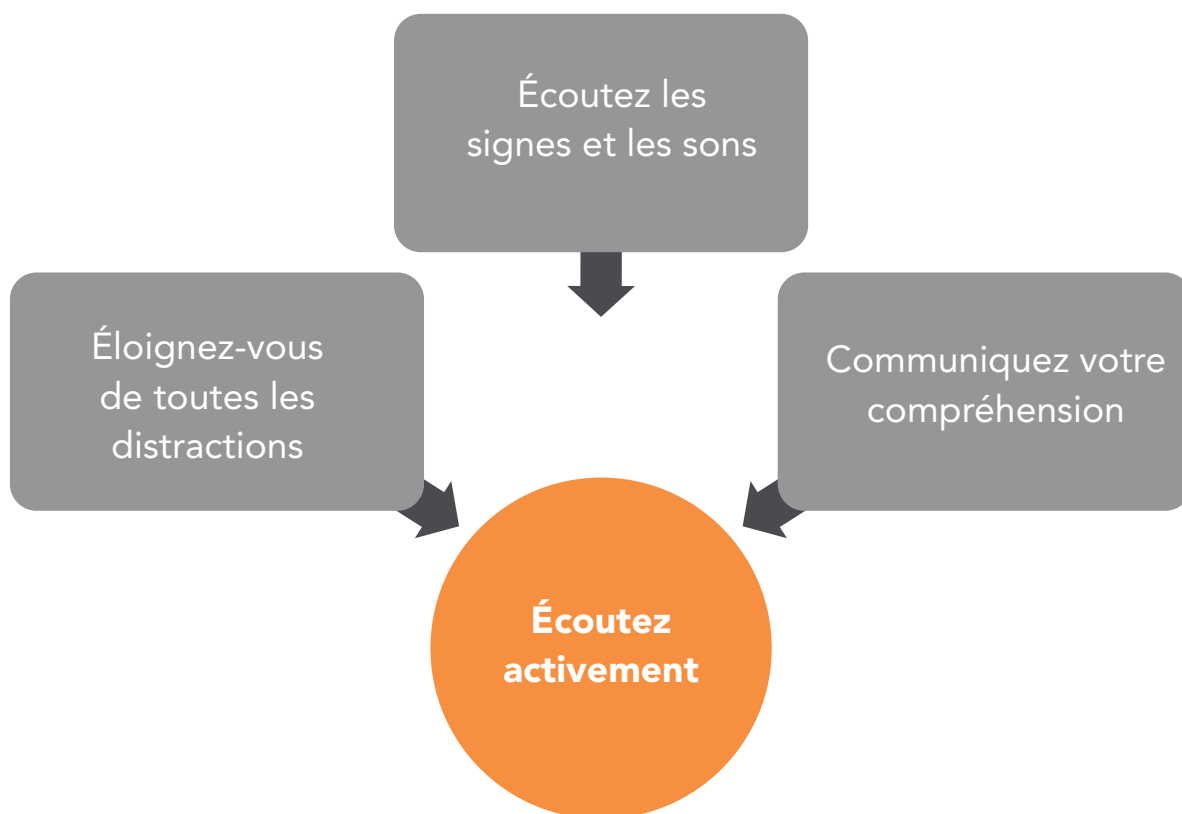 Écoutez les
signes et les sons
Éloignez-vous
de toutes les
distractions
Communiquez votre
compréhension
Écoutez
activement